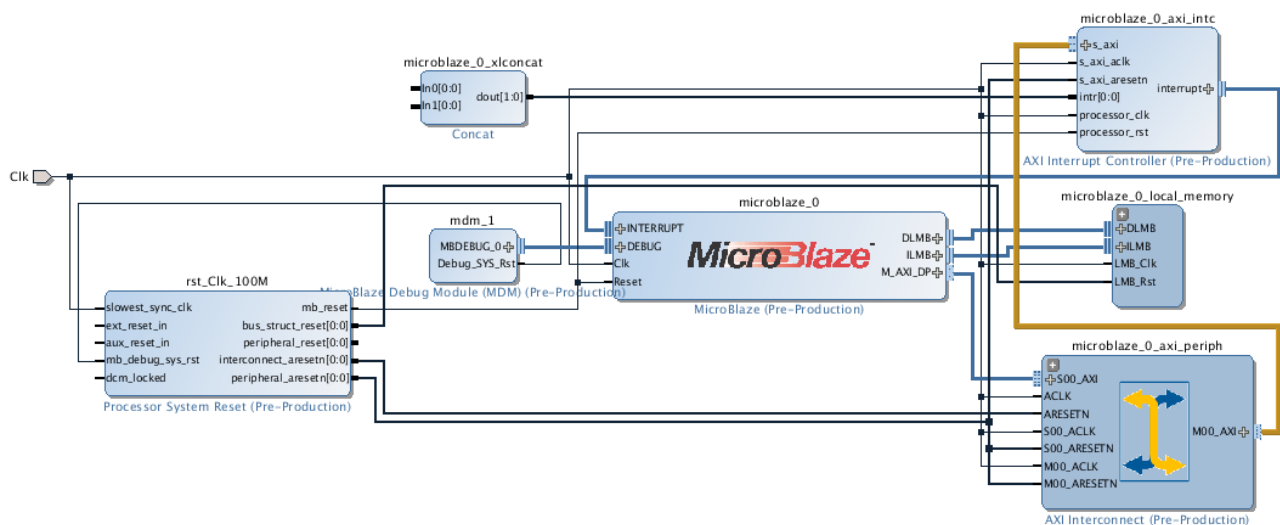 microblaze_0_axi_intc
s_axi
s_axi_aclk
s_axi_aresetn
intr[0:0]
processor_clk
processor_rst
interrupt
AXI Interrupt Controller (Pre-Production)
microblaze_0_xlconcat
In0[0:0]
In1[0:0]
dout[1:0]
Concat
Clk
mdm_1
MBDEBUG_0
Debug_SYS_Rst
MicroBlaze Debug Module (MDM) (Pre-Production)
microblaze_0
INTERRUPT
DEBUG
Clk
Reset
MicroBlaze
DLMB
ILMB
M_AXI_DP
MicroBlaze (Pre-Production)
microblaze_0_local_memory
DLMB
ILMB
LMB_Clk
LMB_Rst
rst_Clk_100M
slowest_sync_clk
ext_reset_in
aux_reset_in
mb_debug_sys_rst
dcm_locked
mb_reset
bus_struct_reset[0:0]
peripheral_reset[0:0]
interconnect_aresetn[0:0]
peripheral_aresetn[0:0]
Processor System Reset (Pre-Production)
microblaze_0_axi_periph
S00_AXI
ACLK
ARESETN
S00_ACLK
S00_ARESETN
M00_ACLK
M00_ARESETN
M00_AXI
AXI Interconnect (Pre-Production)